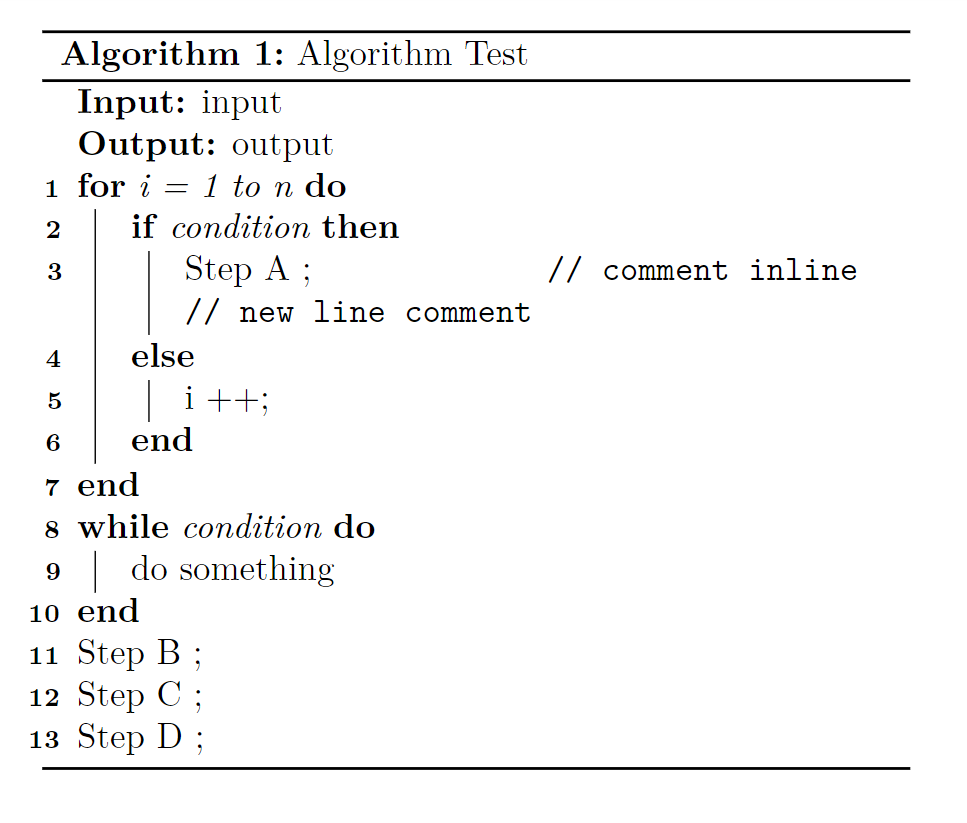 Algorithm 1: Algorithm Test
Input: input
Output: output
1 for i = 1 to n do
2 if condition then
3 Step A ; // comment inline
// new line comment
4 else
5 i ++;
6 end
7 end
8 while condition do
9 do something
10 end
11 Step B ;
12 Step C ;
13 Step D ;